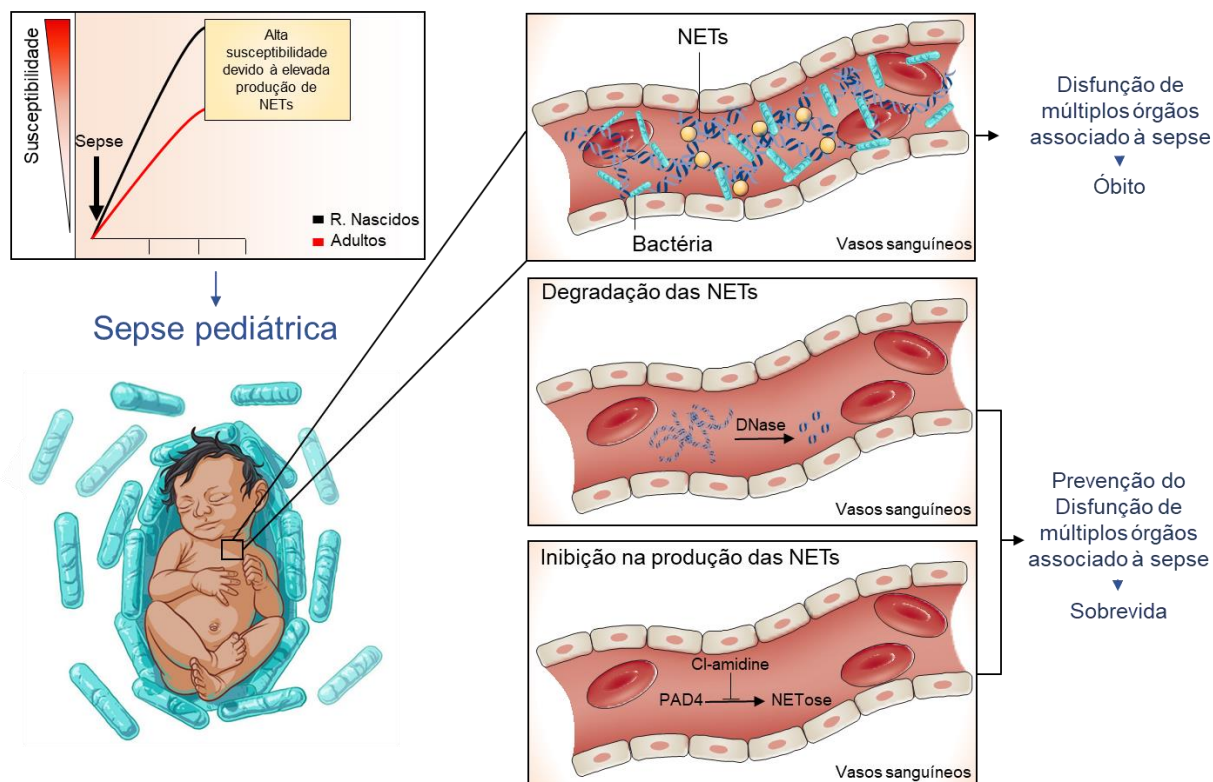 Susceptibilidade
Alta
susceptibilidade
devido à elevada
produção de
NETs
Sepse
R. Nascidos
Adultos
Sepse pediátrica
NETs
Bactéria
Vasos sanguíneos
Disfunção de
múltiplos órgãos
associado à sepse
Óbito
Degradação das NETs
DNase
Vasos sanguíneos
Inibição na produção das NETs
Cl-amidine
PAD4
NETose
Vasos sanguíneos
Prevenção do
Disfunção de
múltiplos órgãos
associado à sepse
Sobrevida